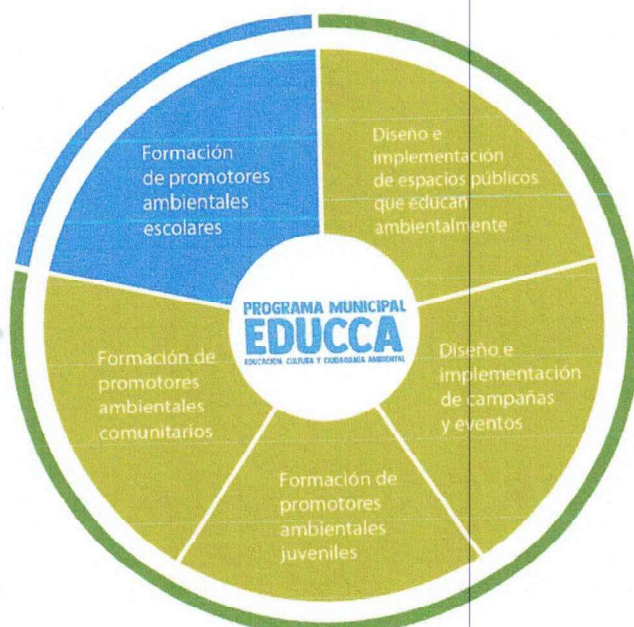 Formación
de promotores
ambientales
escolares
Diseño e
implementación
de espacios públicos
que educan
ambientalmente
PROGRAMA MUNICIPAL
EDUCCA
EDUCACIÓN, CULTURA Y CIUDADANÍA AMBIENTAL
Formación de
promotores
ambientales
comunitarios
Diseño e
implementación
de campañas
y eventos
Formación de
promotores
ambientales
juveniles